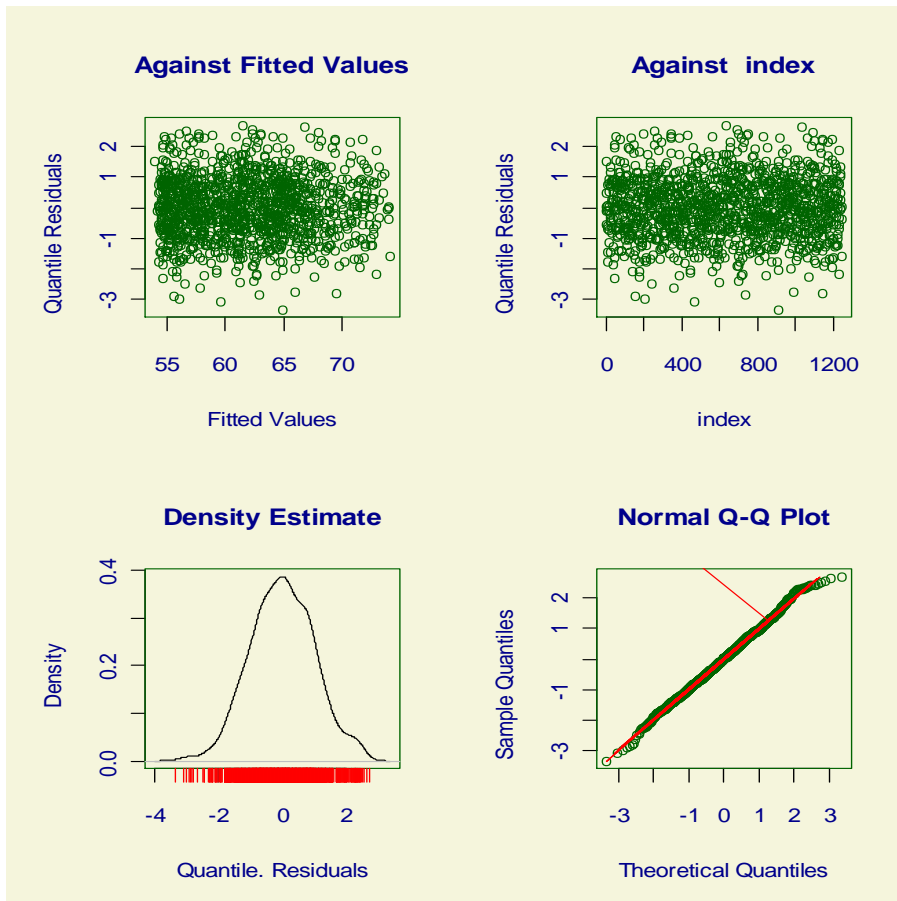 Against Fitted Values
Quantile Residuals
2
1
-1
-3
55 60 65 70
Fitted Values
Against index
Quantile Residuals
2
1
-1
-3
0 400 800 1200
index
Density Estimate
Density
0.4
0.2
0.0
-4 -2 0 2
Quantile. Residuals
Normal Q-Q Plot
Sample Quantiles
2
1
-1
-3
-3 -1 0 1 2 3
Theoretical Quantiles